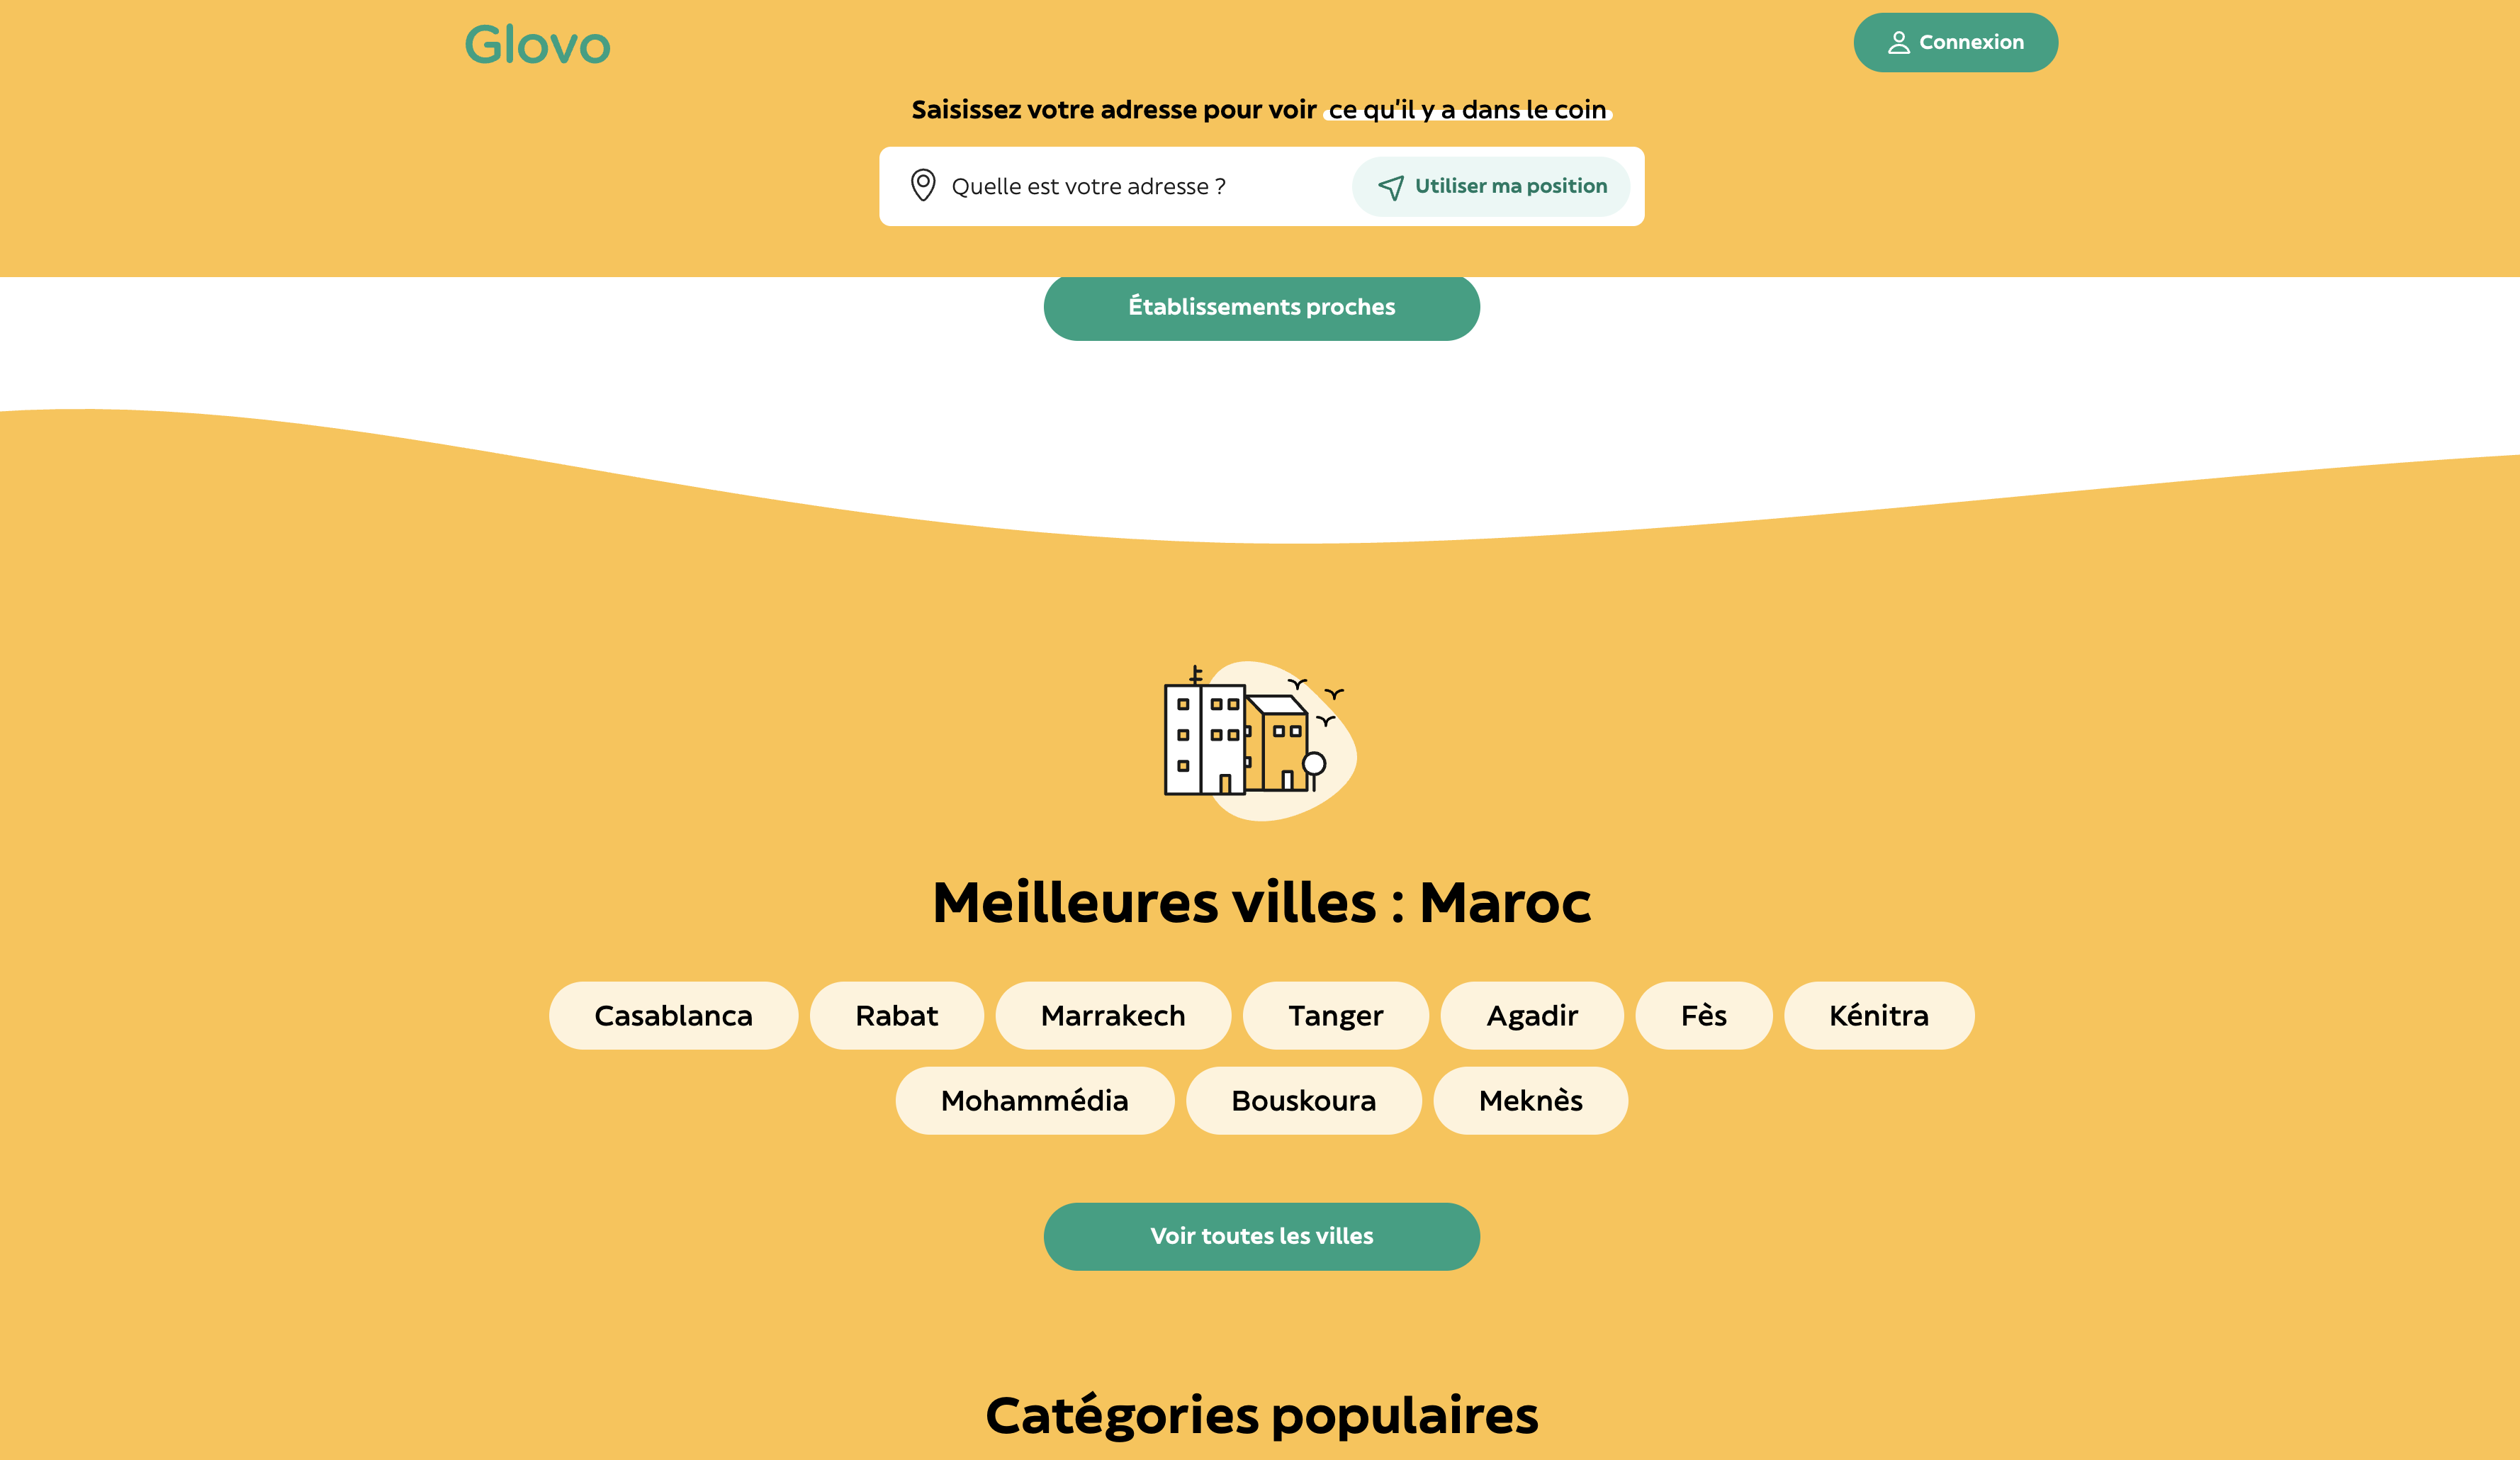 Glovo
Connexion
Saisissez votre adresse pour voir ce qu'il y a dans le coin
Quelle est votre adresse ?
Utiliser ma position
Établissements proches
Meilleures villes : Maroc
Casablanca
Rabat
Marrakech
Tanger
Agadir
Fès
Kénitra
Mohammédia
Bouskoura
Meknès
Voir toutes les villes
Catégories populaires